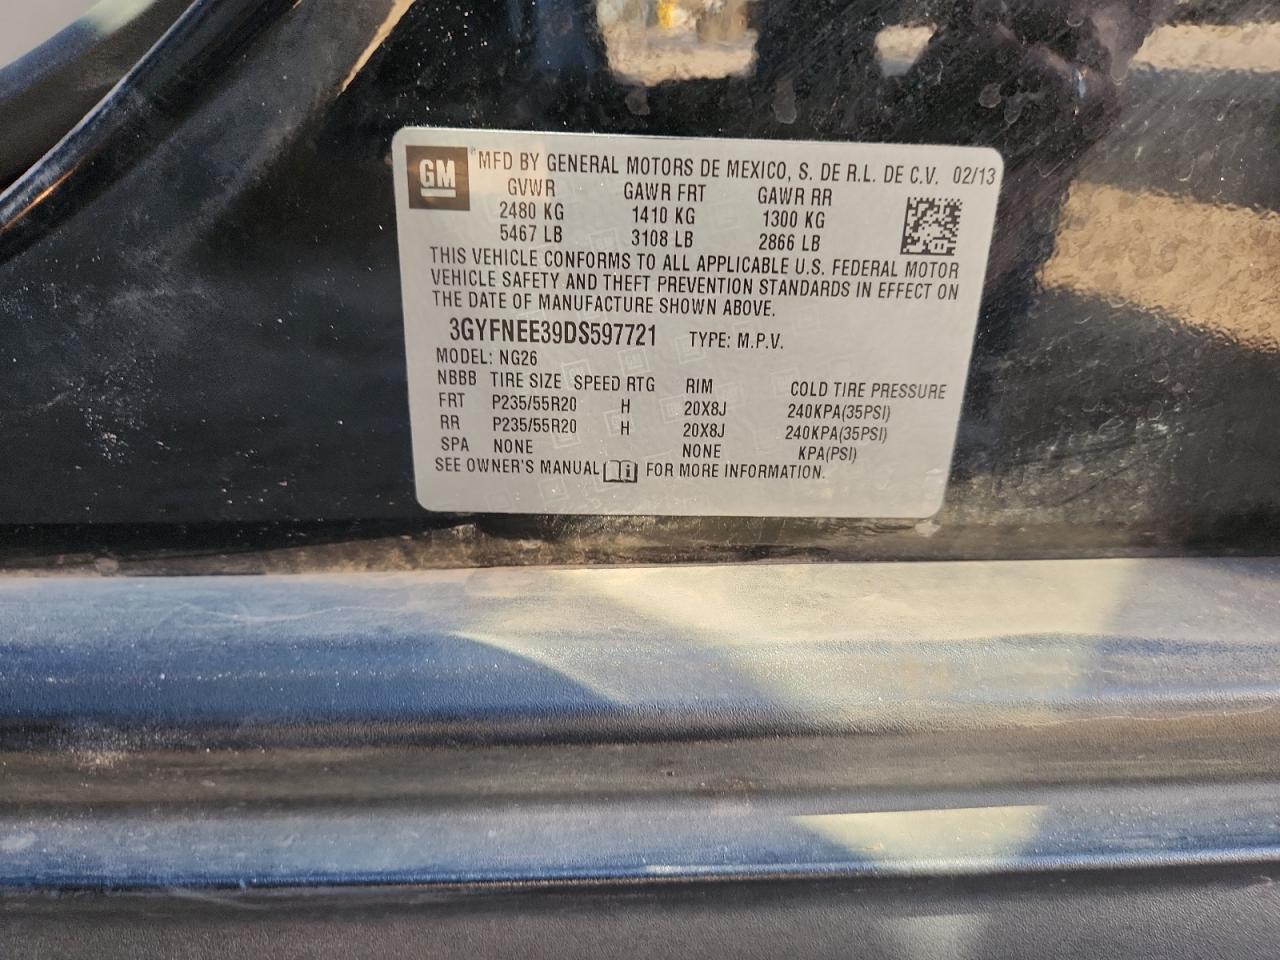 GM ® MFD BY GENERAL MOTORS DE MEXICO, S. DE R.L. DE C.V. 02/13
GVWR GAWR FRT GAWR RR
2480 KG 1410 KG 1300 KG
5467 LB 3108 LB 2866 LB
THIS VEHICLE CONFORMS TO ALL APPLICABLE U.S. FEDERAL MOTOR
VEHICLE SAFETY AND THEFT PREVENTION STANDARDS IN EFFECT ON
THE DATE OF MANUFACTURE SHOWN ABOVE.
3GYFNEE39DS597721 TYPE: M.P.V.
MODEL: NG26
NBBB TIRE SIZE SPEED RTG RIM COLD TIRE PRESSURE
FRT P235/55R20 H 20X8J 240KPA(35PSI)
RR P235/55R20 H 20X8J 240KPA(35PSI)
SPA NONE NONE KPA(PSI)
SEE OWNER'S MANUAL FOR MORE INFORMATION.